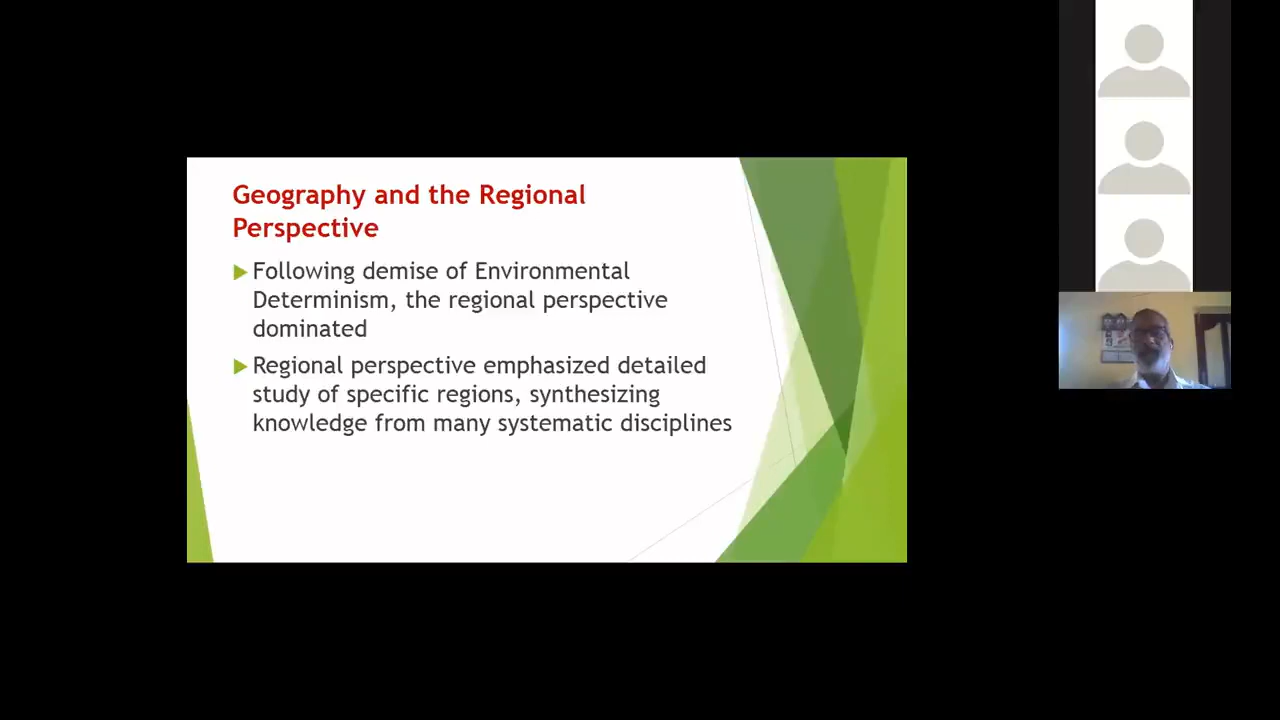 Geography and the Regional
Perspective
Following demise of Environmental
Determinism, the regional perspective
dominated
Regional perspective emphasized detailed
study of specific regions, synthesizing
knowledge from many systematic disciplines